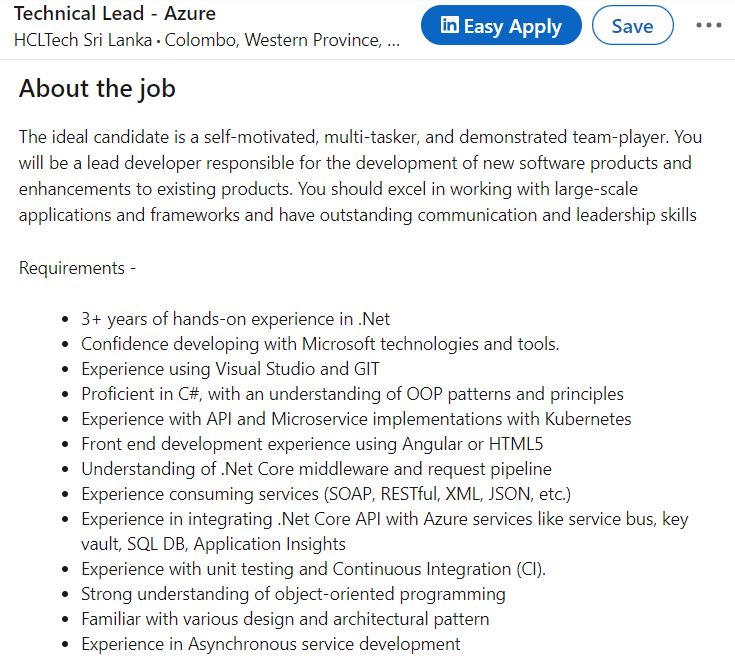 Technical Lead - Azure
HCLTech Sri Lanka · Colombo, Western Province, ...
in Easy Apply
Save
About the job
The ideal candidate is a self-motivated, multi-tasker, and demonstrated team-player. You
will be a lead developer responsible for the development of new software products and
enhancements to existing products. You should excel in working with large-scale
applications and frameworks and have outstanding communication and leadership skills
Requirements -
• 3+ years of hands-on experience in .Net
• Confidence developing with Microsoft technologies and tools.
• Experience using Visual Studio and GIT
• Proficient in C#, with an understanding of OOP patterns and principles
• Experience with API and Microservice implementations with Kubernetes
• Front end development experience using Angular or HTML5
• Understanding of .Net Core middleware and request pipeline
• Experience consuming services (SOAP, RESTful, XML, JSON, etc.)
• Experience in integrating .Net Core API with Azure services like service bus, key
vault, SQL DB, Application Insights
• Experience with unit testing and Continuous Integration (CI).
• Strong understanding of object-oriented programming
• Familiar with various design and architectural pattern
• Experience in Asynchronous service development